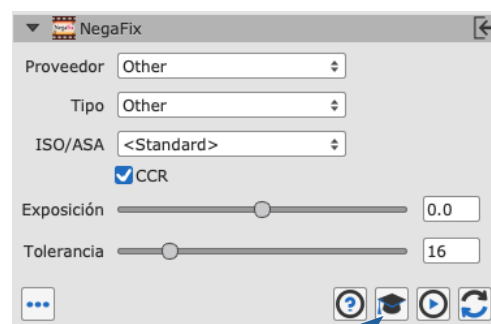 NegaFix
Proveedor Other
Tipo Other
ISO/ASA <Standard>
CCR
Exposición 0.0
Tolerancia 16